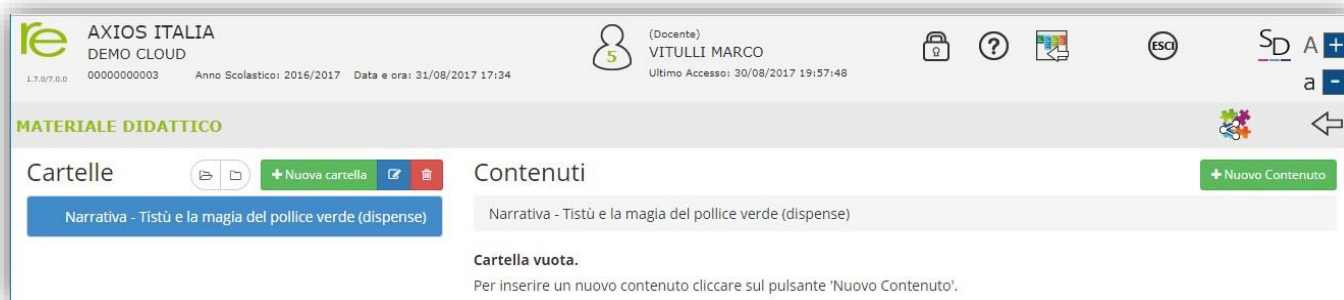 re
1.7.0/7.0.0
AXIOS ITALIA
DEMO CLOUD
00000000003 Anno Scolastico: 2016/2017 Data e ora: 31/08/2017 17:34
5
(Docente)
VITULLI MARCO
Ultimo Accesso: 30/08/2017 19:57:48
?
ESCI
SD
A +
a -
MATERIALE DIDATTICO
Cartelle
+ Nuova cartella
Narrativa - Tistù e la magia del pollice verde (dispense)
Contenuti
+ Nuovo Contenuto
Narrativa - Tistù e la magia del pollice verde (dispense)
Cartella vuota.
Per inserire un nuovo contenuto cliccare sul pulsante 'Nuovo Contenuto'.